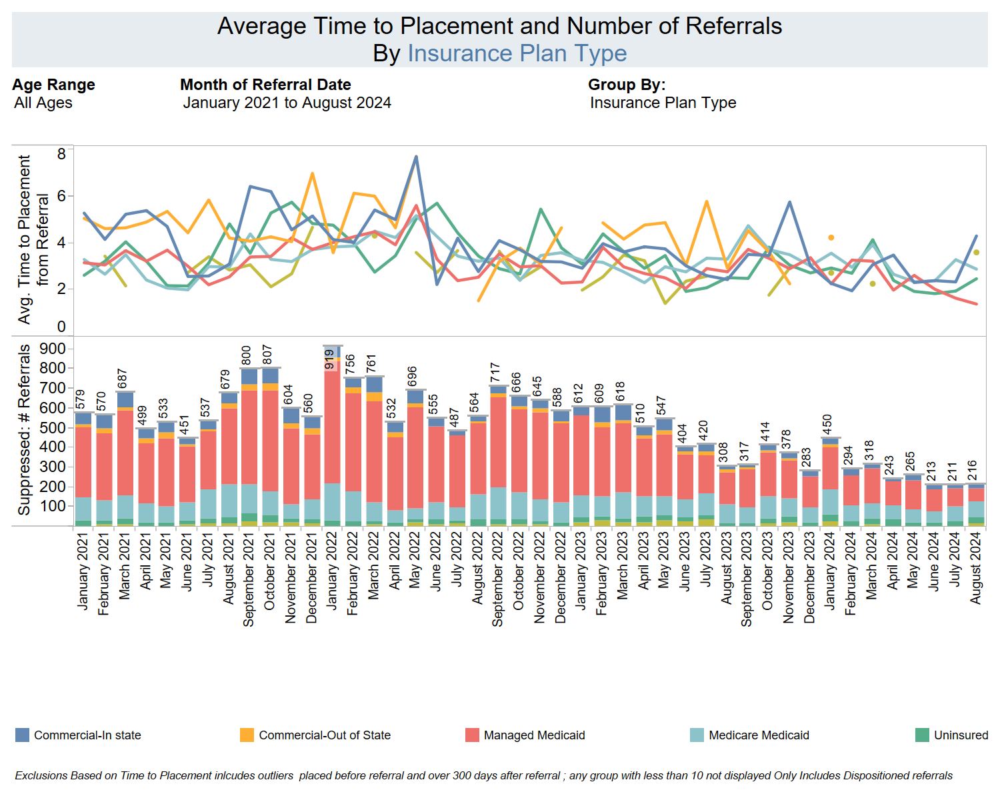 Average Time to Placement and Number of Referrals
By Insurance Plan Type
Age Range
All Ages
Month of Referral Date
January 2021 to August 2024
Group By:
Insurance Plan Type
Avg. Time to Placement
from Referral
8
6
4
2
0
Suppressed: # Referrals
900
800
700
600
500
400
300
200
100
579
570
687
499
533
451
537
679
800
807
604
560
919
756
761
532
696
555
487
564
717
666
645
588
612
609
618
510
547
404
420
308
317
414
378
283
450
294
318
243
265
213
211
216
January 2021
February 2021
March 2021
April 2021
May 2021
June 2021
July 2021
August 2021
September 2021
October 2021
November 2021
December 2021
January 2022
February 2022
March 2022
April 2022
May 2022
June 2022
July 2022
August 2022
September 2022
October 2022
November 2022
December 2022
January 2023
February 2023
March 2023
April 2023
May 2023
June 2023
July 2023
August 2023
September 2023
October 2023
November 2023
December 2023
January 2024
February 2024
March 2024
April 2024
May 2024
June 2024
July 2024
August 2024
Commercial-In state
Commercial-Out of State
Managed Medicaid
Medicare Medicaid
Uninsured
Exclusions Based on Time to Placement inlcudes outliers  placed before referral and over 300 days after referral ; any group with less than 10 not displayed Only Includes Dispositioned referrals